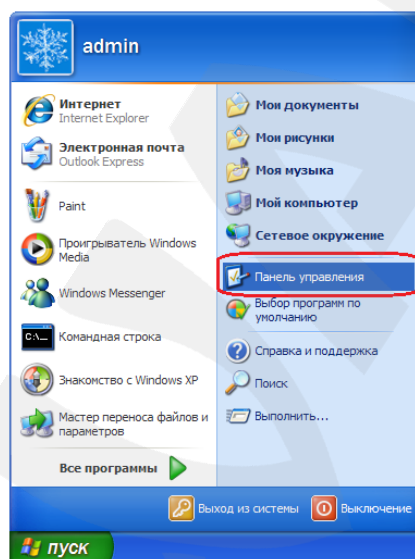 admin
Интернет
Internet Explorer
Электронная почта
Outlook Express
Paint
Проигрыватель Windows
Media
Windows Messenger
C:\_
Командная строка
Знакомство с Windows XP
Мастер переноса файлов и
параметров
Все программы
Мои документы
Мои рисунки
Моя музыка
Мой компьютер
Сетевое окружение
Панель управления
Выбор программ по
умолчанию
Справка и поддержка
Поиск
Выполнить...
Выход из системы
Выключение
пуск